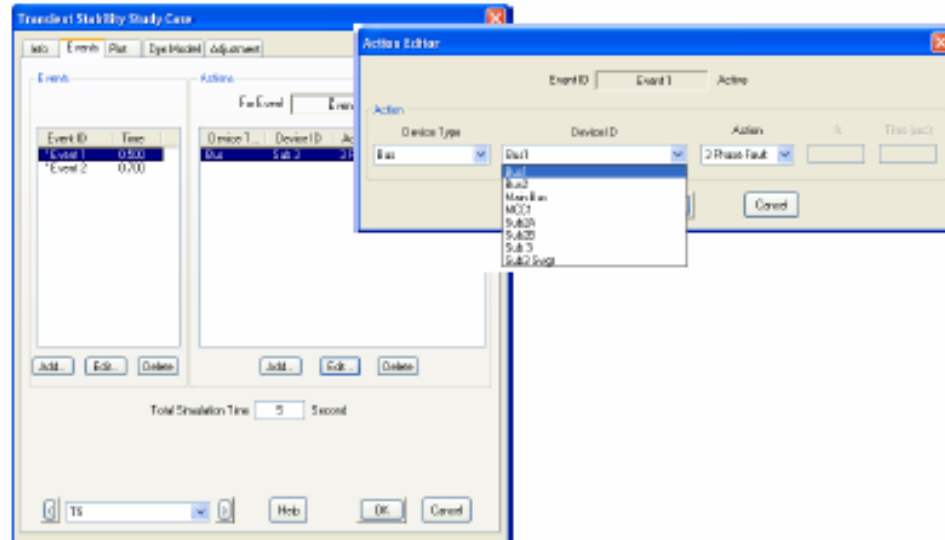 Transient Stability Study Case
Info Events Plot Dyn Model Adjustment
Events
Actions
For Event
Event ID Time
*Event 1 0.500
*Event 2 0.700
Device T... Device ID
Bus Sub 3
Add... Edit... Delete
Add... Edit... Delete
Total Simulation Time 5 Second
TS
Help OK Cancel
Action Editor
Event ID Event 1 Active
Action
Device Type Device ID Action % Time (sec)
Bus Bus1 3 Phase Fault
Bus1
Bus2
Main Bus
MCC1
Sub2A
Sub2B
Sub 3
Sub3 Swgr
Cancel